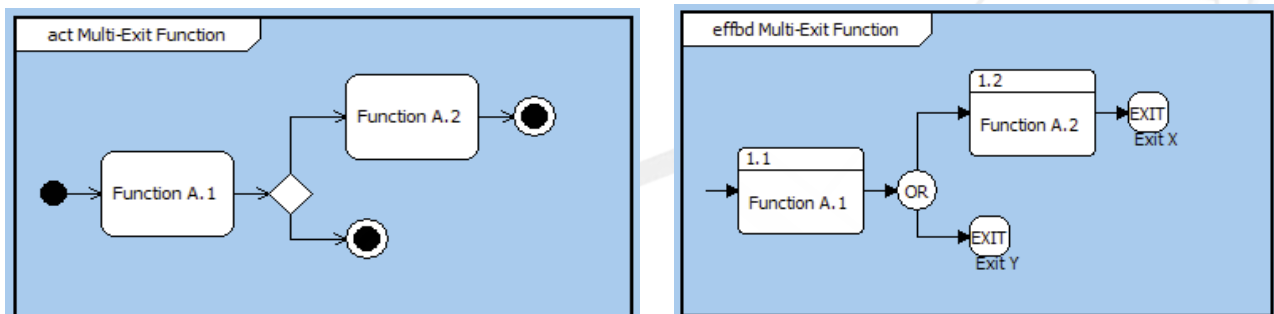 act Multi-Exit Function
Function A.2
Function A.1
effbd Multi-Exit Function
1.2
Function A.2
EXIT
Exit X
1.1
Function A.1
OR
EXIT
Exit Y